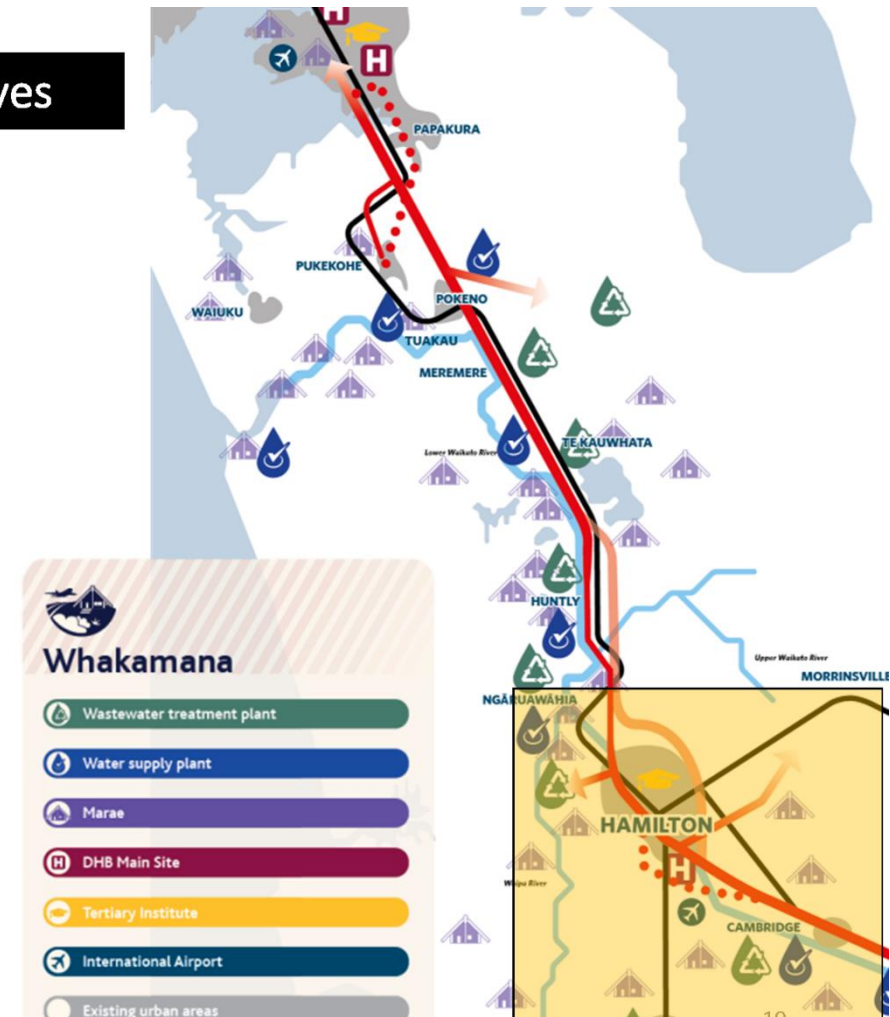 ves
H
H
PAPAKURA
PUKEKOHE
WAIUKU
POKENO
TUAKAU
MEREMERE
TE KAUWHATA
Lower Waikato River
HUNTLY
Upper Waikato River
MORRINSVILLE
NGĀRUAWĀHIA
HAMILTON
H
Waipa River
CAMBRIDGE
19
Whakamana
Wastewater treatment plant
Water supply plant
Marae
H DHB Main Site
Tertiary Institute
International Airport
Existing urban areas